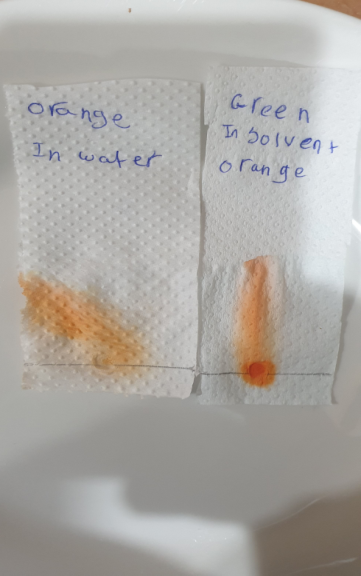 orange
In water
Green
In Solvent
orange